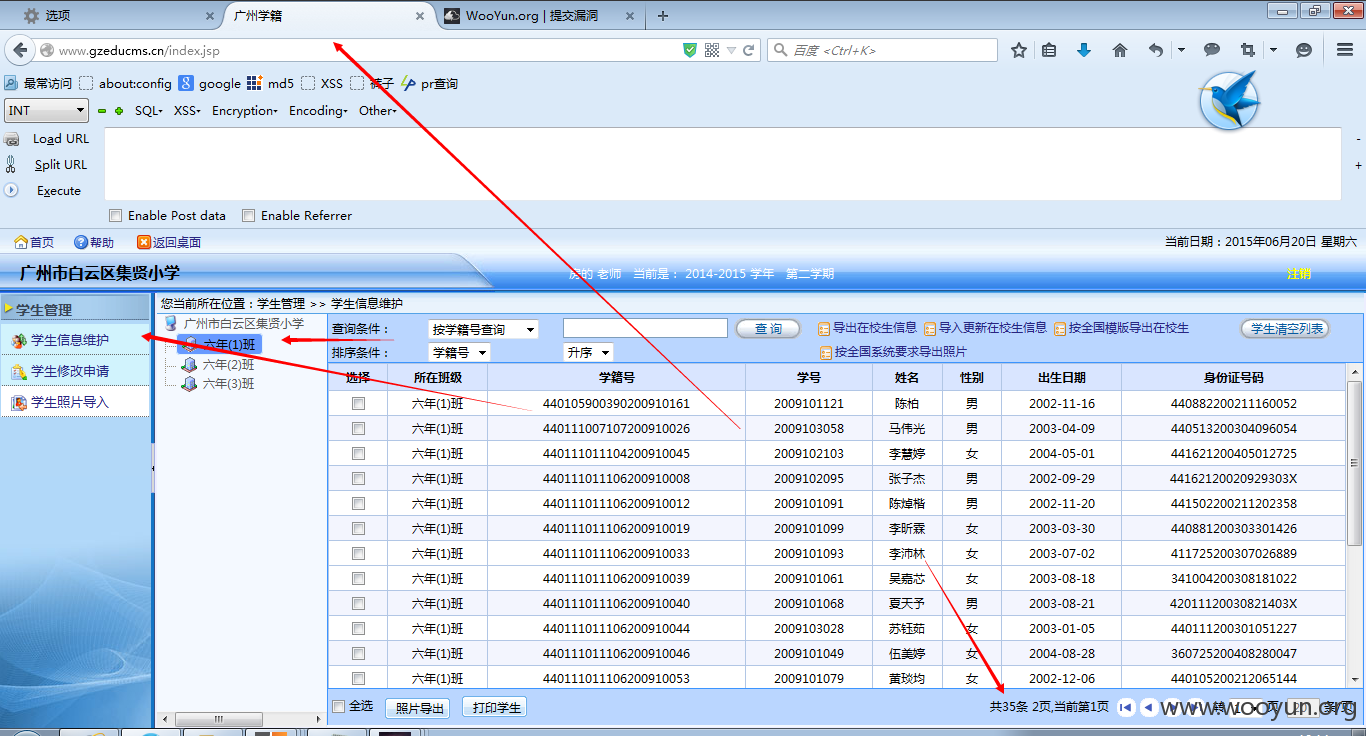 选项
广州学籍
WooYun.org | 提交漏洞
www.gzeducms.cn/index.jsp
百度 <Ctrl+K>
最常访问 about:config google md5 XSS 裤子 pr查询
INT SQL XSS Encryption Encoding Other
Load URL
Split URL
Execute
Enable Post data Enable Referrer
首页 帮助 返回桌面 当前日期：2015年06月20日 星期六
广州市白云区集贤小学 房的 老师 当前是： 2014-2015 学年 第二学期 注销
学生管理
学生信息维护
学生修改申请
学生照片导入
您当前所在位置：学生管理 >> 学生信息维护
广州市白云区集贤小学
六年(1)班
六年(2)班
六年(3)班
查询条件： 按学籍号查询 查 询 导出在校生信息 导入更新在校生信息 按全国模版导出在校生 学生清空列表
排序条件： 学籍号 升序 按全国系统要求导出照片
选择 所在班级 学籍号 学号 姓名 性别 出生日期 身份证号码
六年(1)班 440105900390200910161 2009101121 陈柏 男 2002-11-16 440882200211160052
六年(1)班 440111007107200910026 2009103058 马伟光 男 2003-04-09 440513200304096054
六年(1)班 440111011104200910045 2009102103 李慧婷 女 2004-05-01 441621200405012725
六年(1)班 440111011106200910008 2009102095 张子杰 男 2002-09-29 44162120020929303X
六年(1)班 440111011106200910012 2009101091 陈焯楷 男 2002-11-20 441502200211202358
六年(1)班 440111011106200910019 2009101099 李昕霖 女 2003-03-30 440881200303301426
六年(1)班 440111011106200910033 2009101093 李沛林 女 2003-07-02 411725200307026889
六年(1)班 440111011106200910039 2009101061 吴嘉芯 女 2003-08-18 341004200308181022
六年(1)班 440111011106200910040 2009101068 夏天予 男 2003-08-21 42011120030821403X
六年(1)班 440111011106200910044 2009103028 苏钰茹 女 2003-01-05 440111200301051227
六年(1)班 440111011106200910046 2009101049 伍美婷 女 2004-08-28 360725200408280047
六年(1)班 440111011106200910053 2009101079 黄琰均 女 2002-12-06 440105200212065144
全选 照片导出 打印学生 共35条 2页,当前第1页
www.wooyun.org